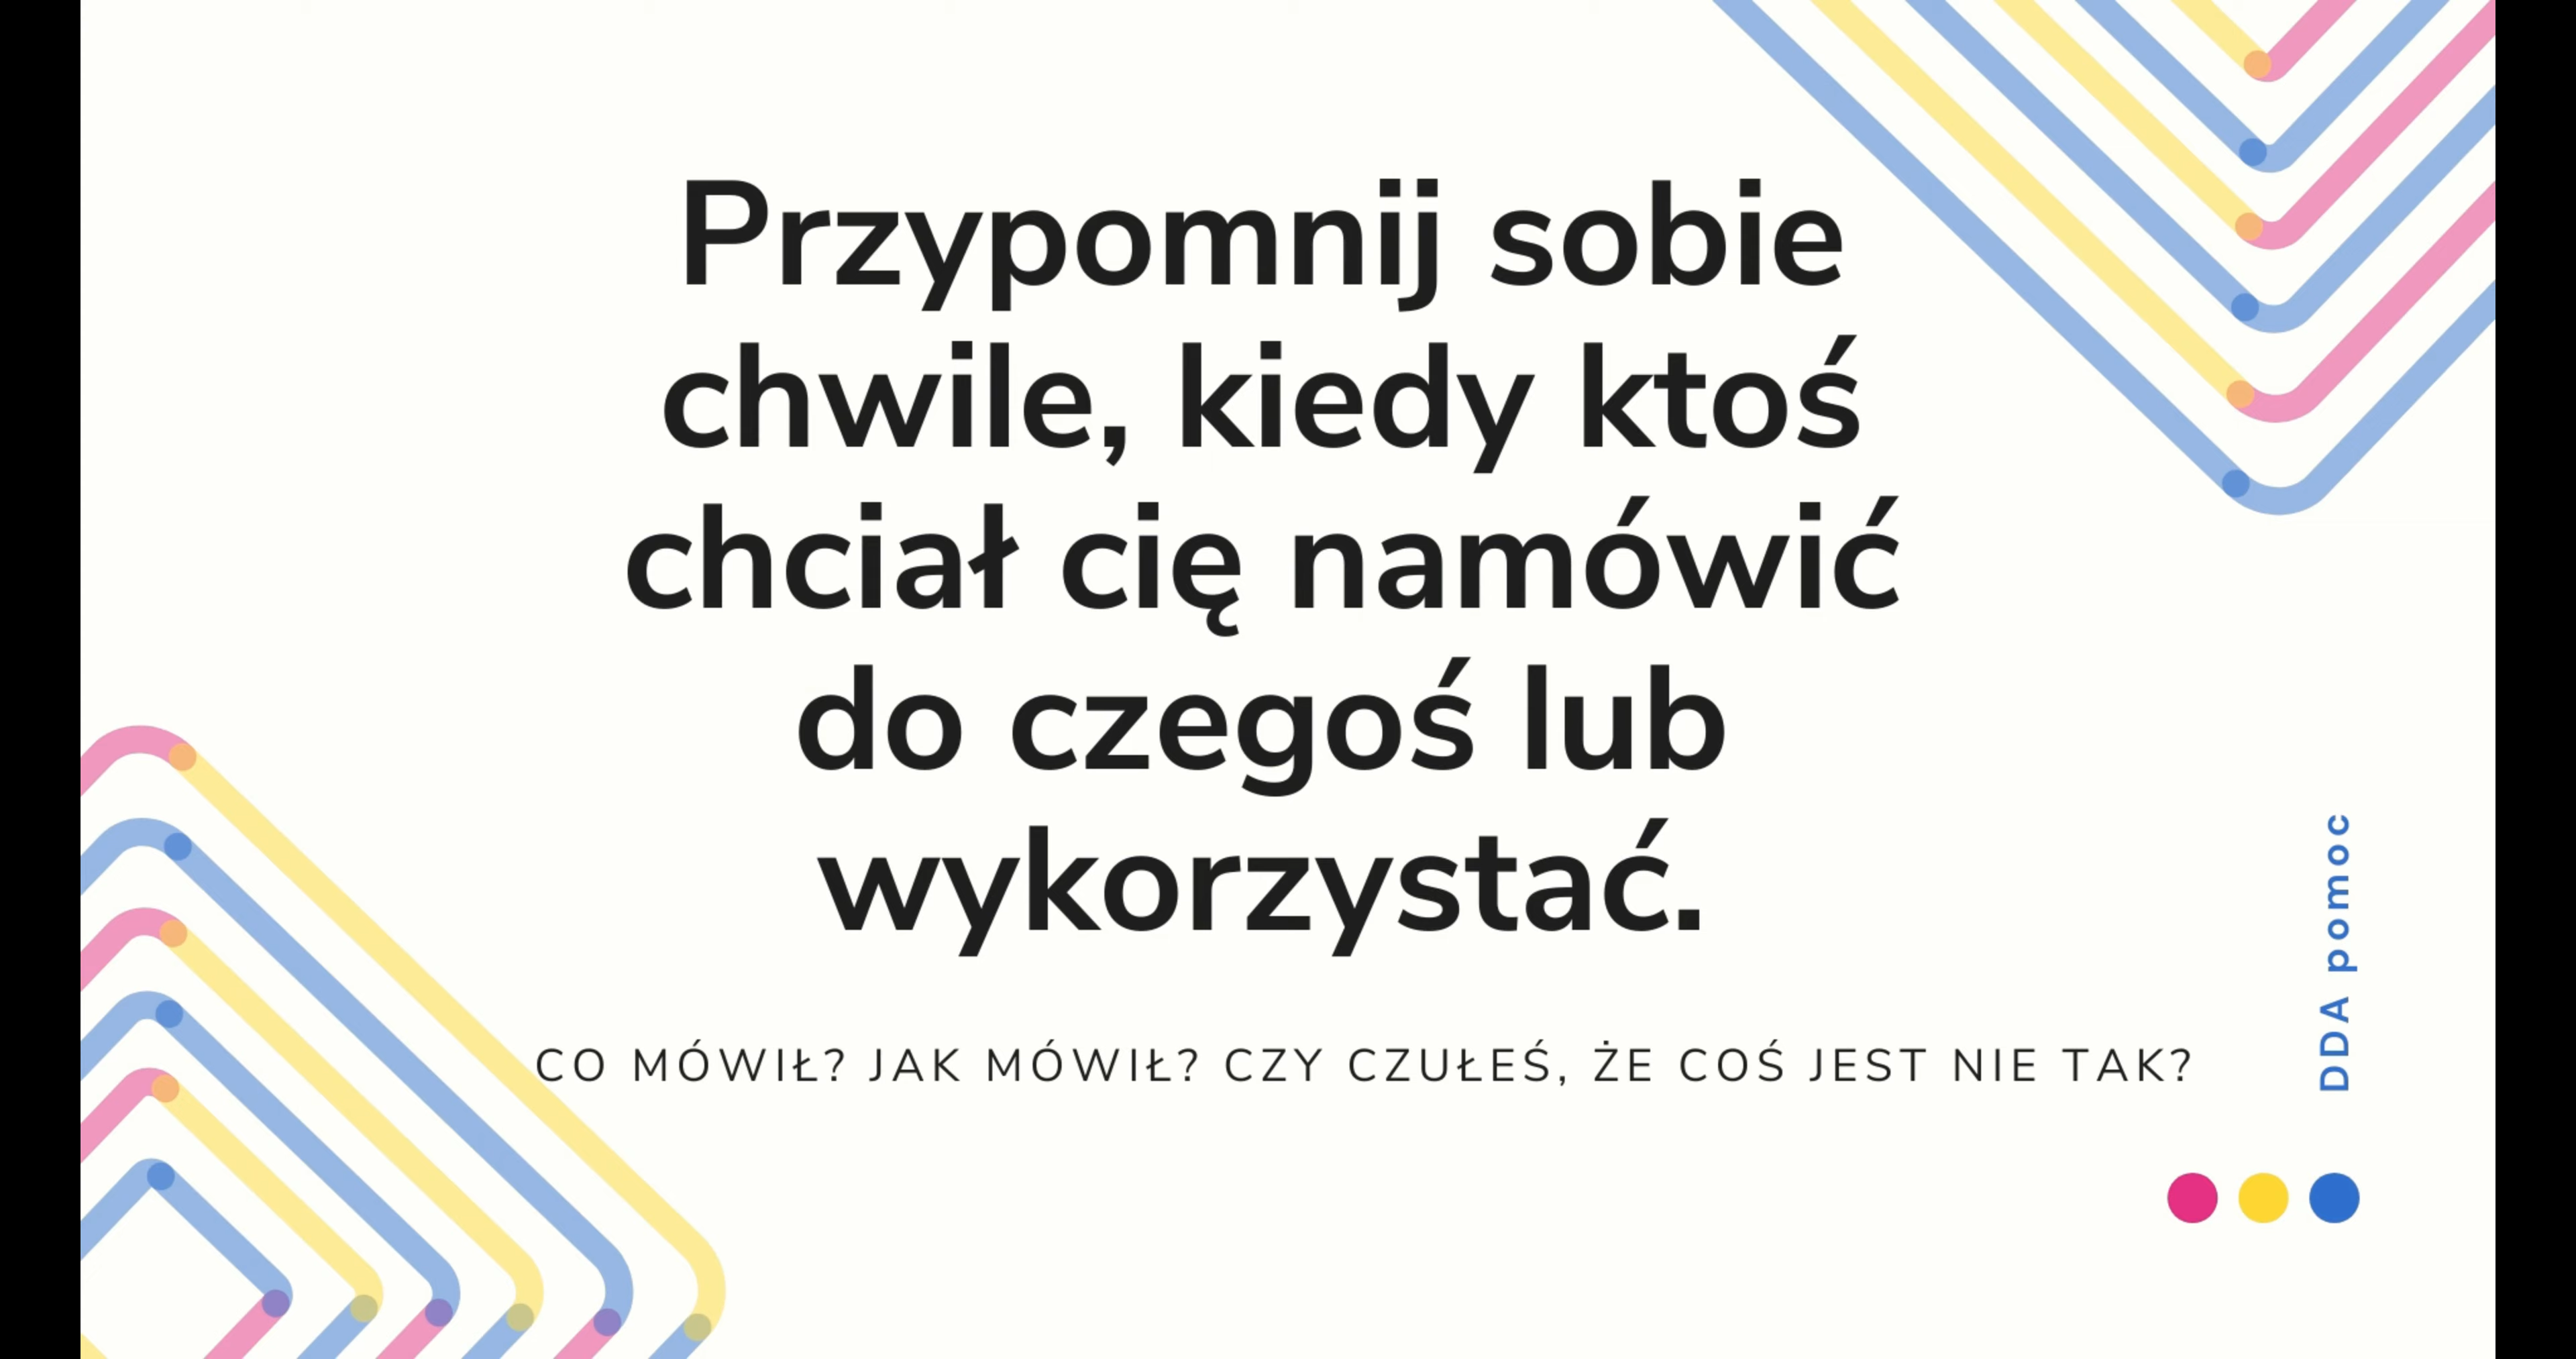 Przypomnij sobie
chwile, kiedy ktoś
chciał cię namówić
do czegoś lub
wykorzystać.
CO MÓWIŁ? JAK MÓWIŁ? CZY CZUŁEŚ, ŻE COŚ JEST NIE TAK?
DDA pomoc